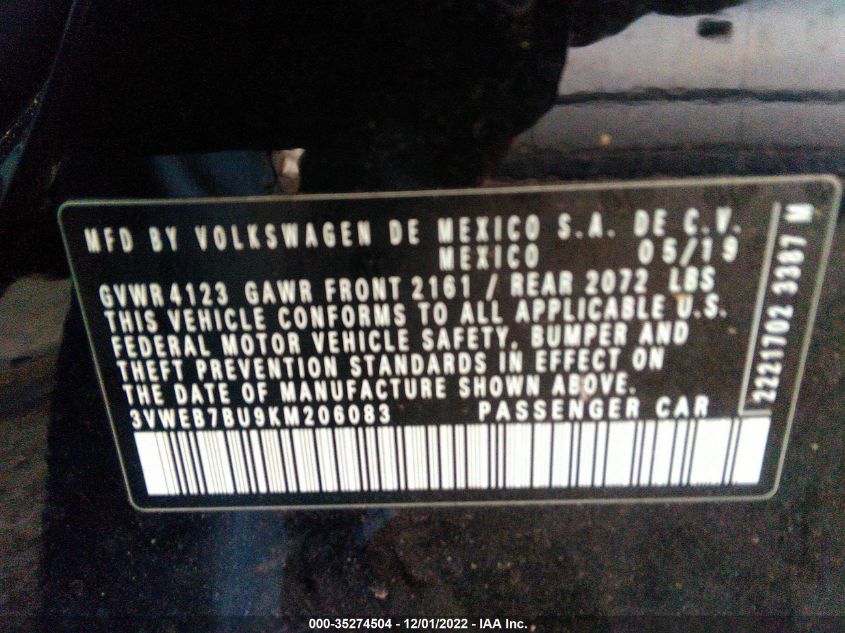 MFD BY VOLKSWAGEN DE MEXICO S.A. DE C.V.
MEXICO 05/19
GVWR 4123 GAWR FRONT 2161 / REAR 2072 LBS
THIS VEHICLE CONFORMS TO ALL APPLICABLE U.S.
FEDERAL MOTOR VEHICLE SAFETY, BUMPER AND
THEFT PREVENTION STANDARDS IN EFFECT ON
THE DATE OF MANUFACTURE SHOWN ABOVE.
3VWEB7BU9KM206083 PASSENGER CAR
2221702 3387 M
000-35274504 - 12/01/2022 - IAA Inc.